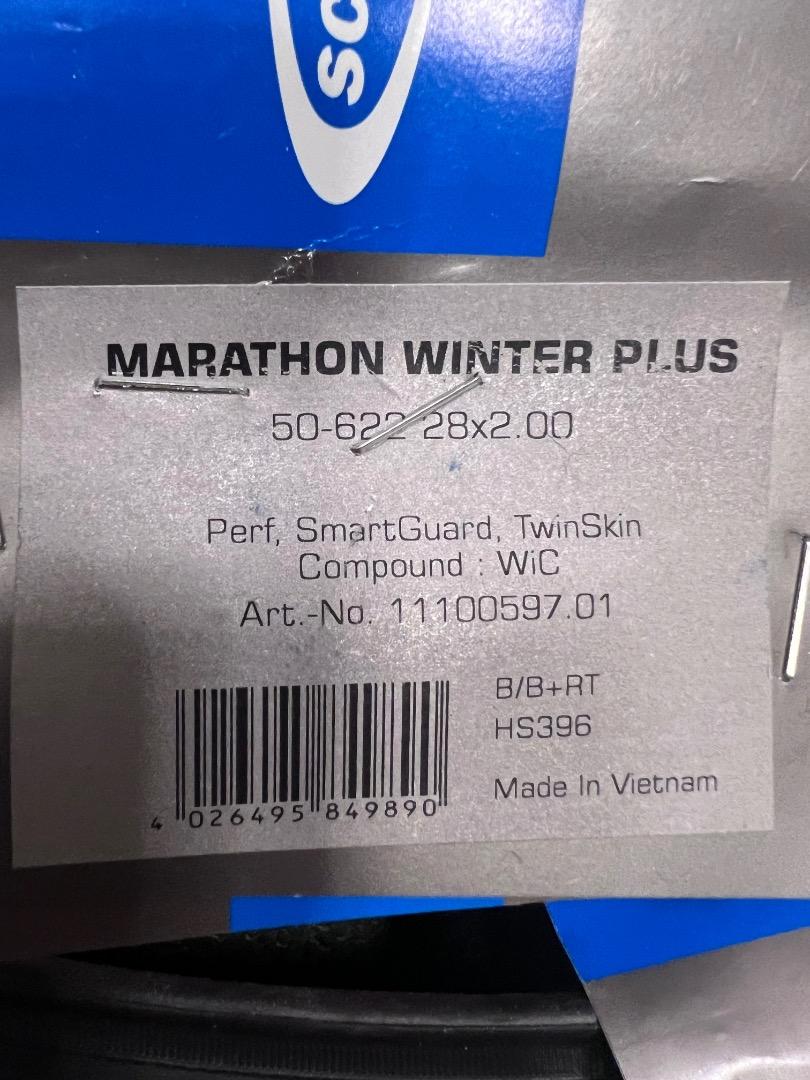 SC
MARATHON WINTER PLUS
50-622 28x2.00
Perf, SmartGuard, TwinSkin
Compound : WiC
Art.-No. 11100597.01
B/B+RT
HS396
Made In Vietnam
4 026495 849890